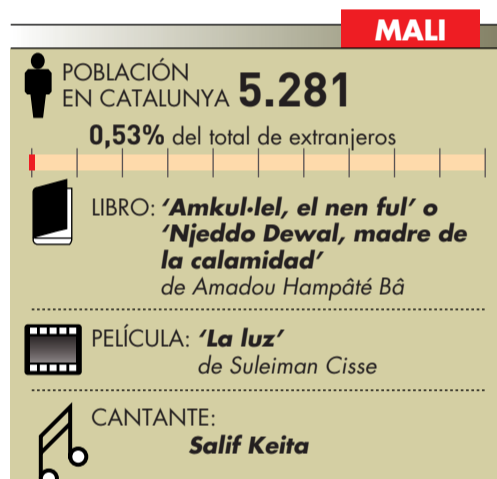 MALI
POBLACIÓN
EN CATALUNYA 5.281
0,53% del total de extranjeros
LIBRO: ‘Amkul·lel, el nen ful’ o
‘Njeddo Dewal, madre de
la calamidad’
de Amadou Hampâté Bâ
PELÍCULA: ‘La luz’
de Suleiman Cisse
CANTANTE:
Salif Keita